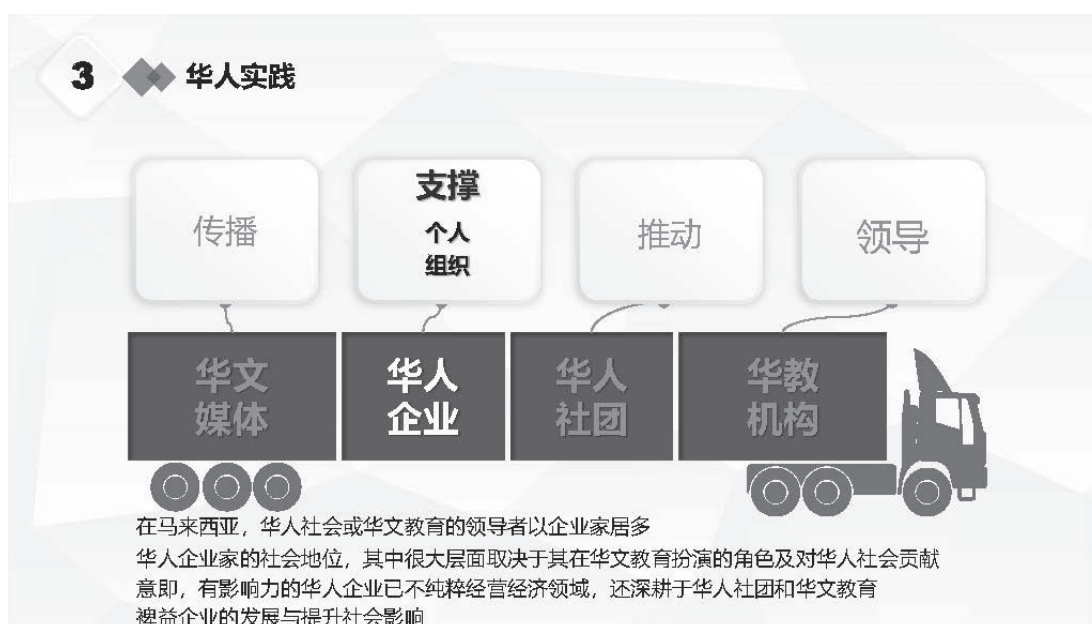 3 华人实践
传播
支撑
个人
组织
推动
领导
华文
媒体
华人
企业
华人
社团
华教
机构
在马来西亚，华人社会或华文教育的领导者以企业家居多
华人企业家的社会地位，其中很大层面取决于其在华文教育扮演的角色及对华人社会贡献
意即，有影响力的华人企业已不纯粹经营经济领域，还深耕于华人社团和华文教育
裨益企业的发展与提升社会影响